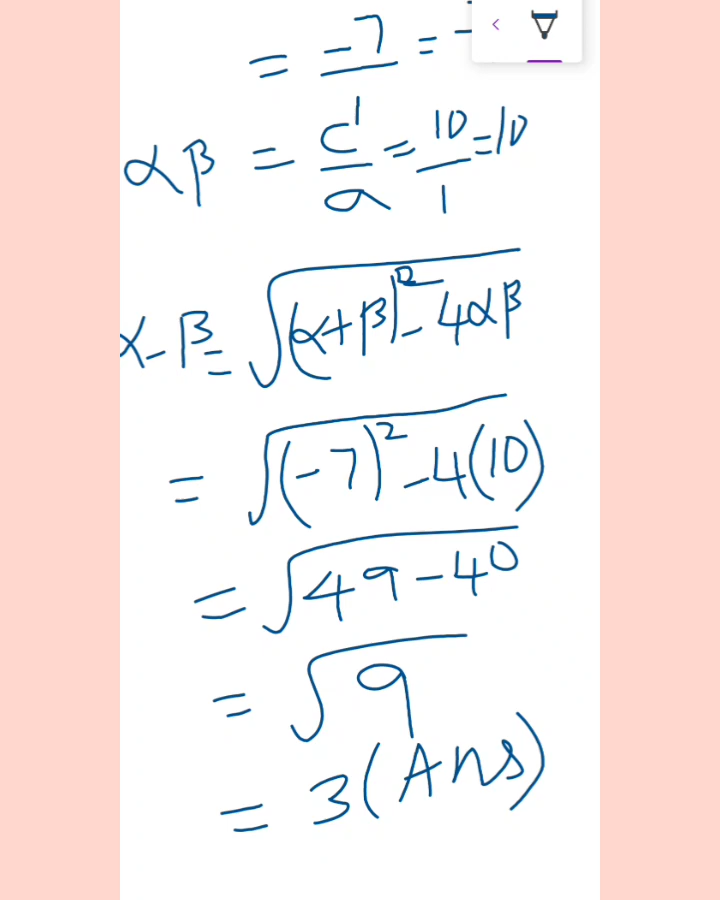 = -7/ = -
αβ = c/a = 10/1 = 10
α-β = √(α+β)²-4αβ
= √(-7)²-4(10)
= √49-40
= √9
= 3(Ans)